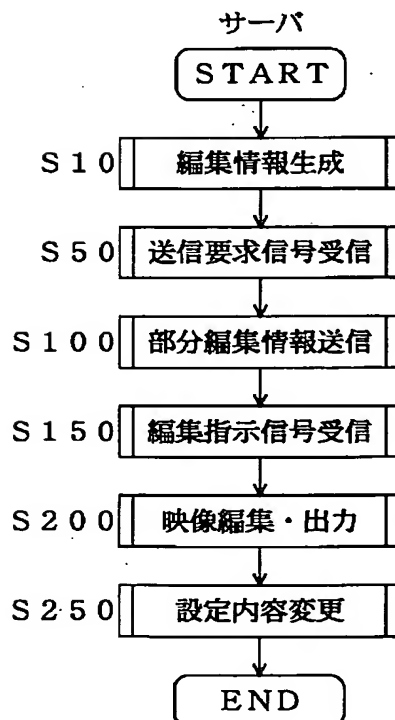 サーバ
START
S10 編集情報生成
S50 送信要求信号受信
S100 部分編集情報送信
S150 編集指示信号受信
S200 映像編集・出力
S250 設定内容変更
END